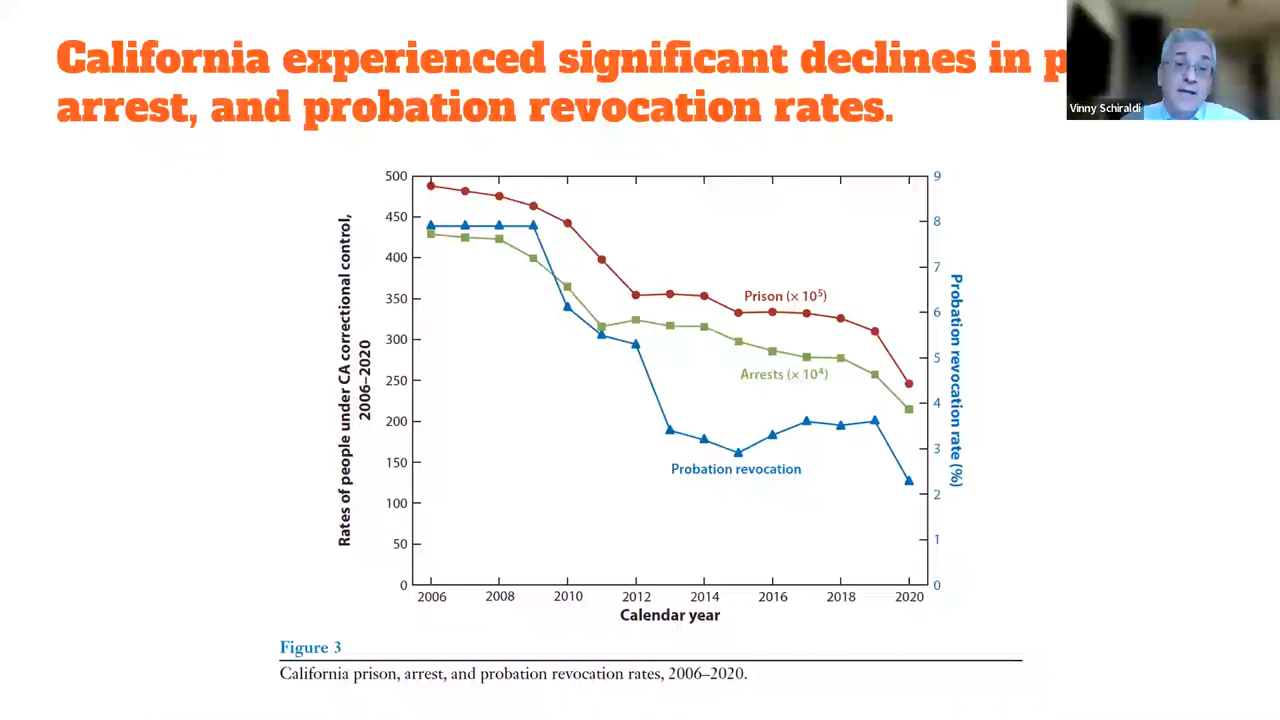 California experienced significant declines in p
arrest, and probation revocation rates.
Vinny Schiraldi
Rates of people under CA correctional control,
2006–2020
500
450
400
350
300
250
200
150
100
50
0
9
8
7
6
5
4
3
2
1
0
Probation revocation rate (%)
Prison (× 10⁵)
Arrests (× 10⁴)
Probation revocation
2006 2008 2010 2012 2014 2016 2018 2020
Calendar year
Figure 3
California prison, arrest, and probation revocation rates, 2006–2020.